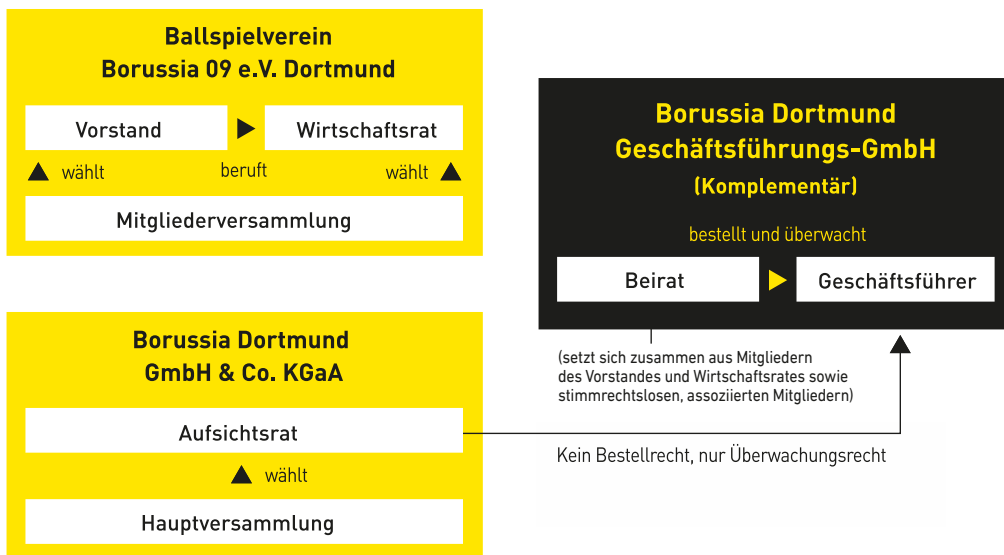 Ballspielverein
Borussia 09 e.V. Dortmund
Vorstand
Wirtschaftsrat
wählt
beruft
wählt
Mitgliederversammlung
Borussia Dortmund
Geschäftsführungs-GmbH
(Komplementär)
bestellt und überwacht
Beirat
Geschäftsführer
(setzt sich zusammen aus Mitgliedern
des Vorstandes und Wirtschaftsrates sowie
stimmrechtslosen, assoziierten Mitgliedern)
Borussia Dortmund
GmbH & Co. KGaA
Aufsichtsrat
Kein Bestellrecht, nur Überwachungsrecht
wählt
Hauptversammlung